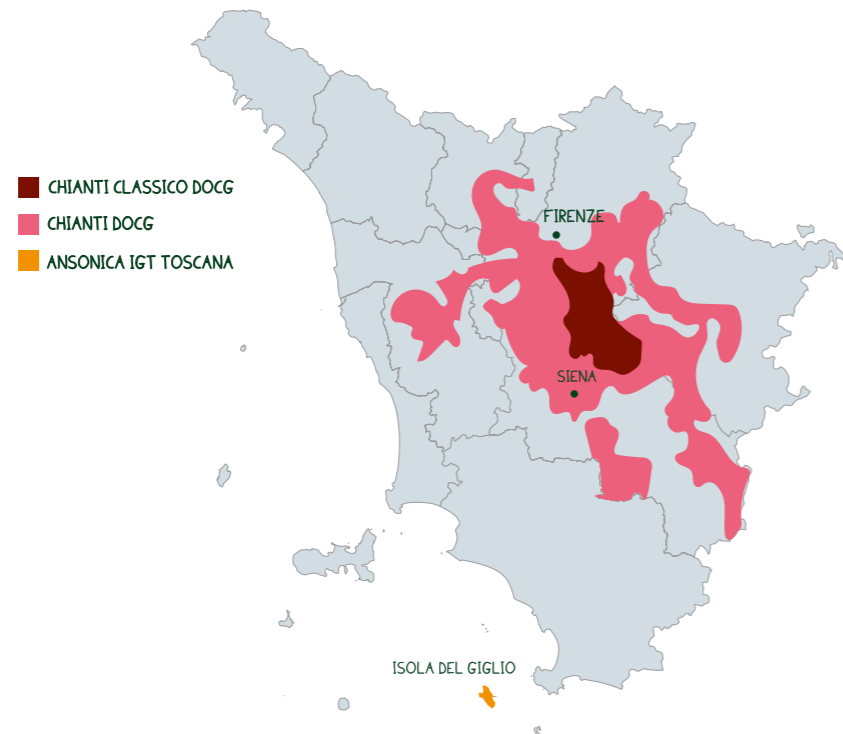 CHIANTI CLASSICO DOCG
CHIANTI DOCG
ANSONICA IGT TOSCANA
FIRENZE
SIENA
ISOLA DEL GIGLIO